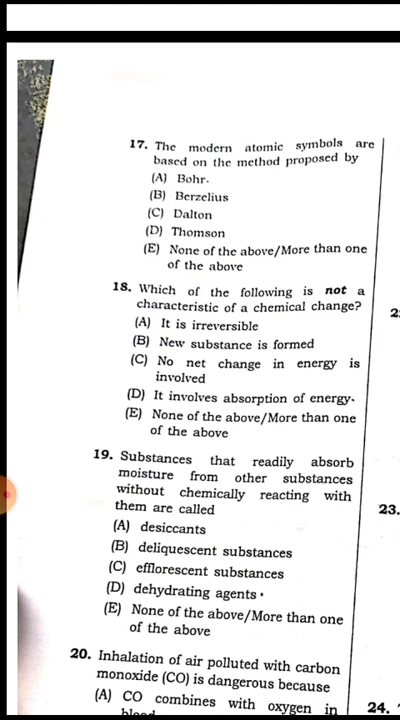 17. The modern atomic symbols are
based on the method proposed by
(A) Bohr.
(B) Berzelius
(C) Dalton
(D) Thomson
(E) None of the above/More than one
of the above
18. Which of the following is not a
characteristic of a chemical change?
(A) It is irreversible
(B) New substance is formed
(C) No net change in energy is
involved
(D) It involves absorption of energy.
(E) None of the above/More than one
of the above
19. Substances that readily absorb
moisture from other substances
without chemically reacting with
them are called
(A) desiccants
(B) deliquescent substances
(C) efflorescent substances
(D) dehydrating agents
(E) None of the above/More than one
of the above
20. Inhalation of air polluted with carbon
monoxide (CO) is dangerous because
(A) CO combines with oxygen in
blood
23.
24.